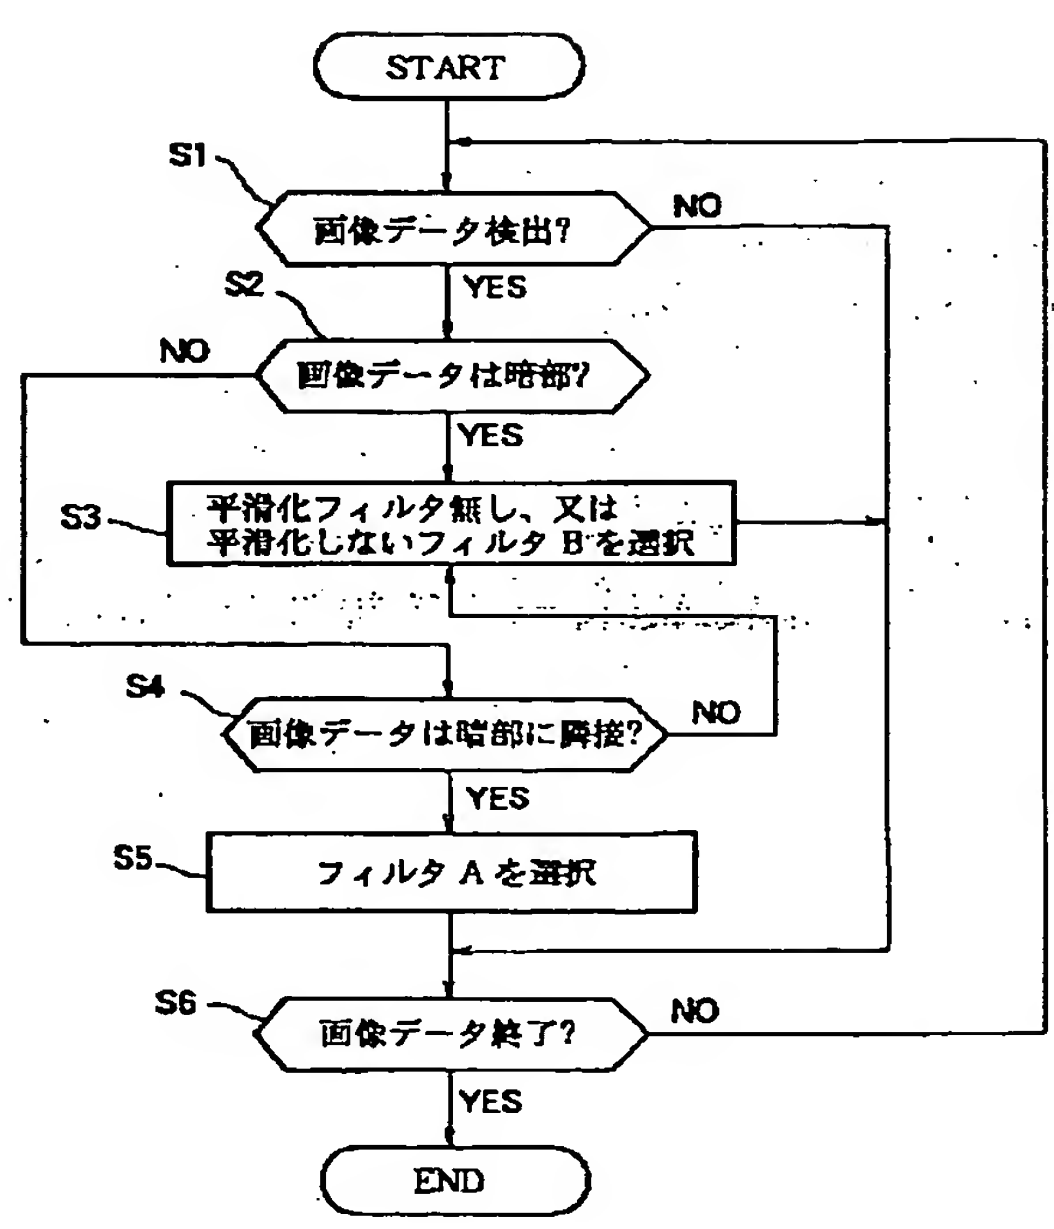 START
S1
画像データ検出?
NO
YES
S2
NO
画像データは暗部?
YES
S3
平滑化フィルタ無し、又は
平滑化しないフィルタ B を選択
S4
画像データは暗部に隣接?
NO
YES
S5
フィルタ A を選択
S6
画像データ終了?
NO
YES
END